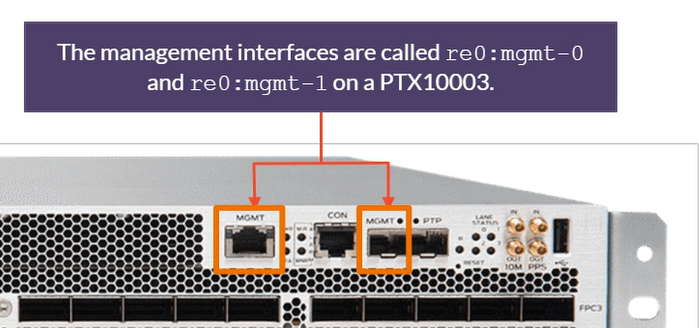 The management interfaces are called re0:mgmt-0
and re0:mgmt-1 on a PTX10003.
MGMT
CON
MGMT
PTP
LANE
STATUS
IN
IN
RESET
OUT
OUT
10M
PPS
FPC3